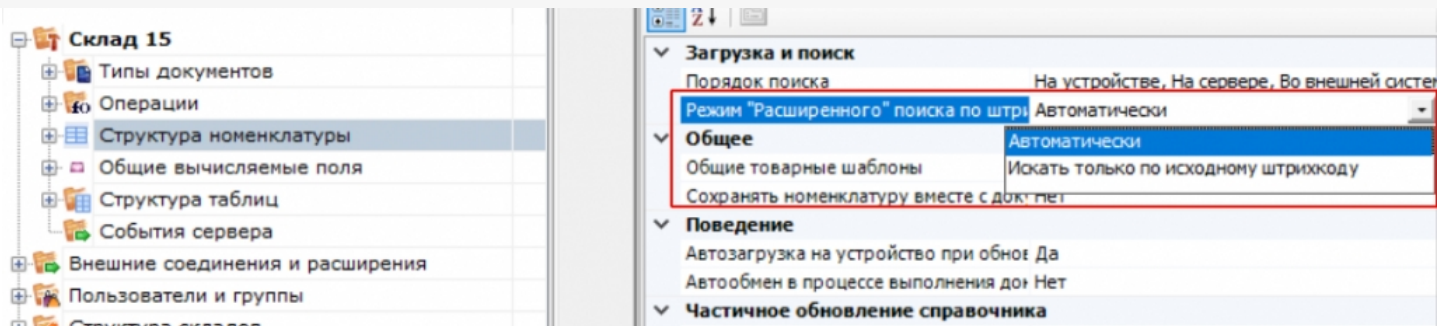 Склад 15
Типы документов
Операции
Структура номенклатуры
Общие вычисляемые поля
Структура таблиц
События сервера
Внешние соединения и расширения
Пользователи и группы
Структура складов
Загрузка и поиск
Порядок поиска На устройстве, На сервере, Во внешней систем
Режим "Расширенного" поиска по штри Автоматически
Автоматически
Искать только по исходному штрихкоду
Общее
Общие товарные шаблоны
Сохранять номенклатуру вместе с док Нет
Поведение
Автозагрузка на устройство при обно Да
Автообмен в процессе выполнения до Нет
Частичное обновление справочника